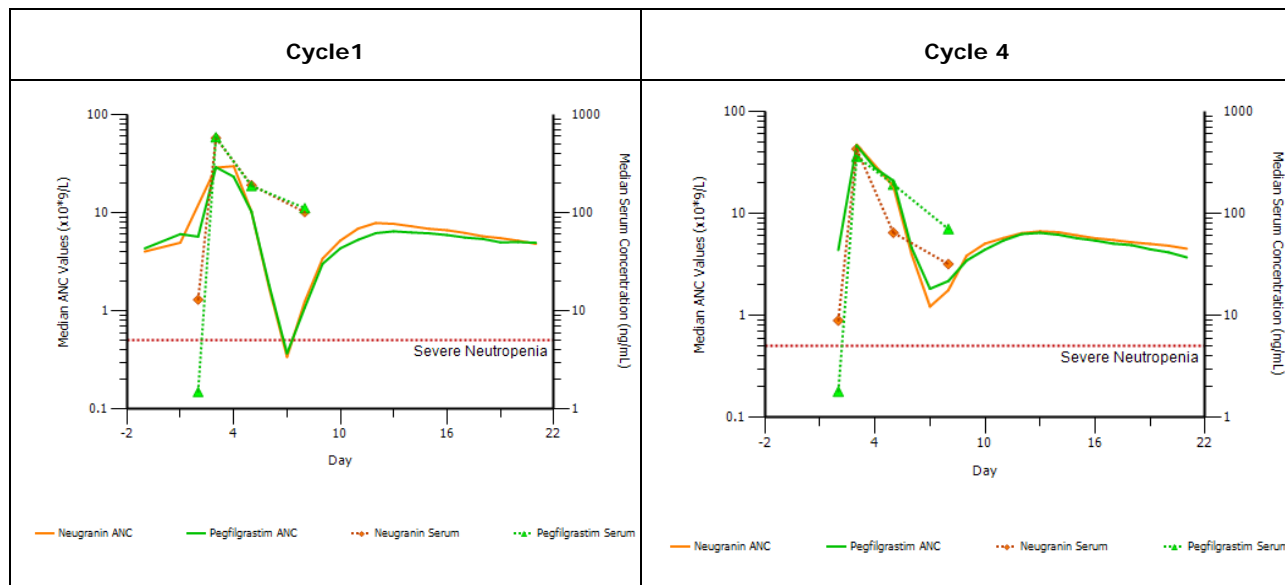 Cycle1
Cycle 4
Median ANC Values (x10*9/L)
100
10
1
0.1
Median Serum Concentration (ng/mL)
1000
100
10
1
Severe Neutropenia
-2
4
10
16
22
Day
Neugranin ANC
Pegfilgrastim ANC
Neugranin Serum
Pegfilgrastim Serum
Median ANC Values (x10*9/L)
100
10
1
0.1
Median Serum Concentration (ng/mL)
1000
100
10
1
Severe Neutropenia
-2
4
10
16
22
Day
Neugranin ANC
Pegfilgrastim ANC
Neugranin Serum
Pegfilgrastim Serum